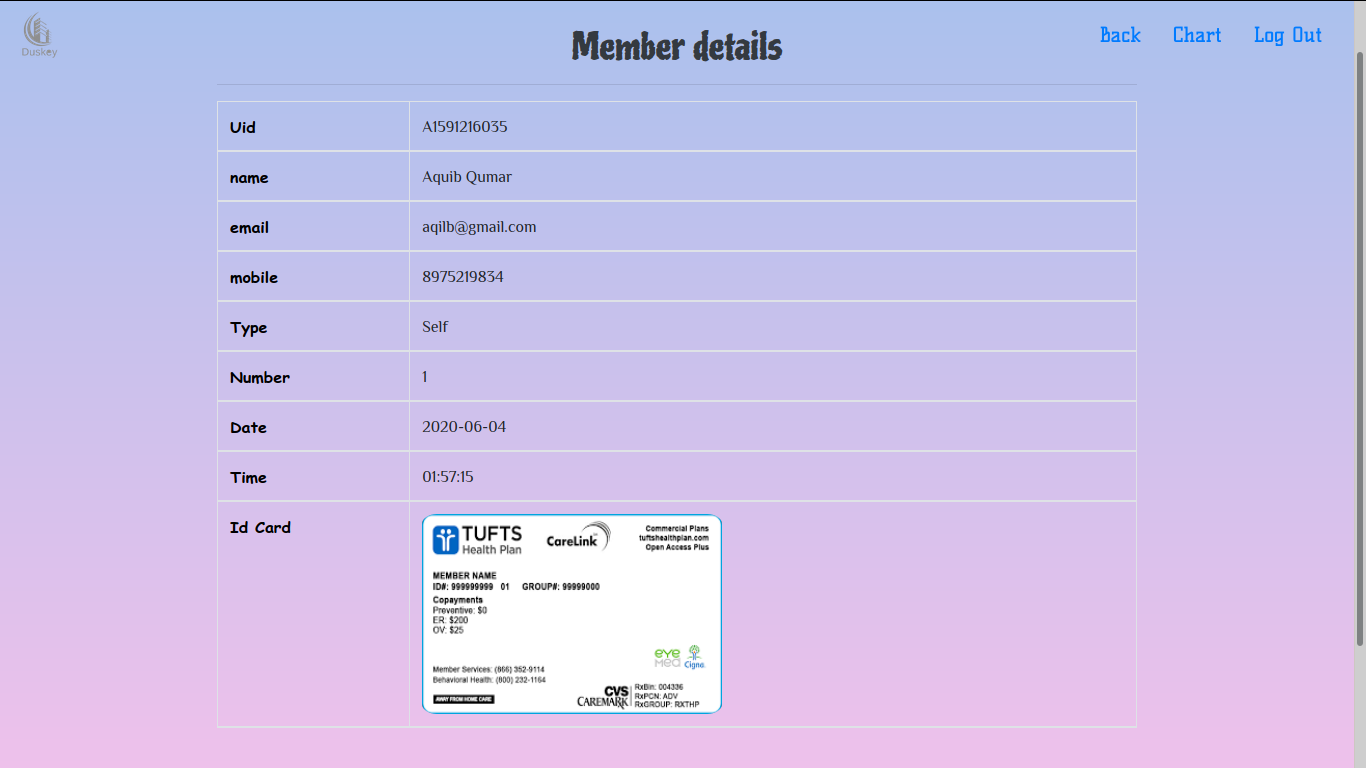 Duskey
Member details
Back Chart Log Out
Uid A1591216035
name Aquib Qumar
email aqilb@gmail.com
mobile 8975219834
Type Self
Number 1
Date 2020-06-04
Time 01:57:15
Id Card
TUFTS
Health Plan
CareLink
Commercial Plans
tuftshealthplan.com
Open Access Plus
MEMBER NAME
ID#: 999999999 01 GROUP#: 99999000
Copayments
Preventive: $0
ER: $200
OV: $25
eye
Med
Cigna.
Member Services: (866) 352-9114
Behavioral Health: (800) 232-1164
AWAY FROM HOME CARE
CVS
CAREMARK
RxBin: 004336
RxPCN: ADV
RxGROUP: RXTHP